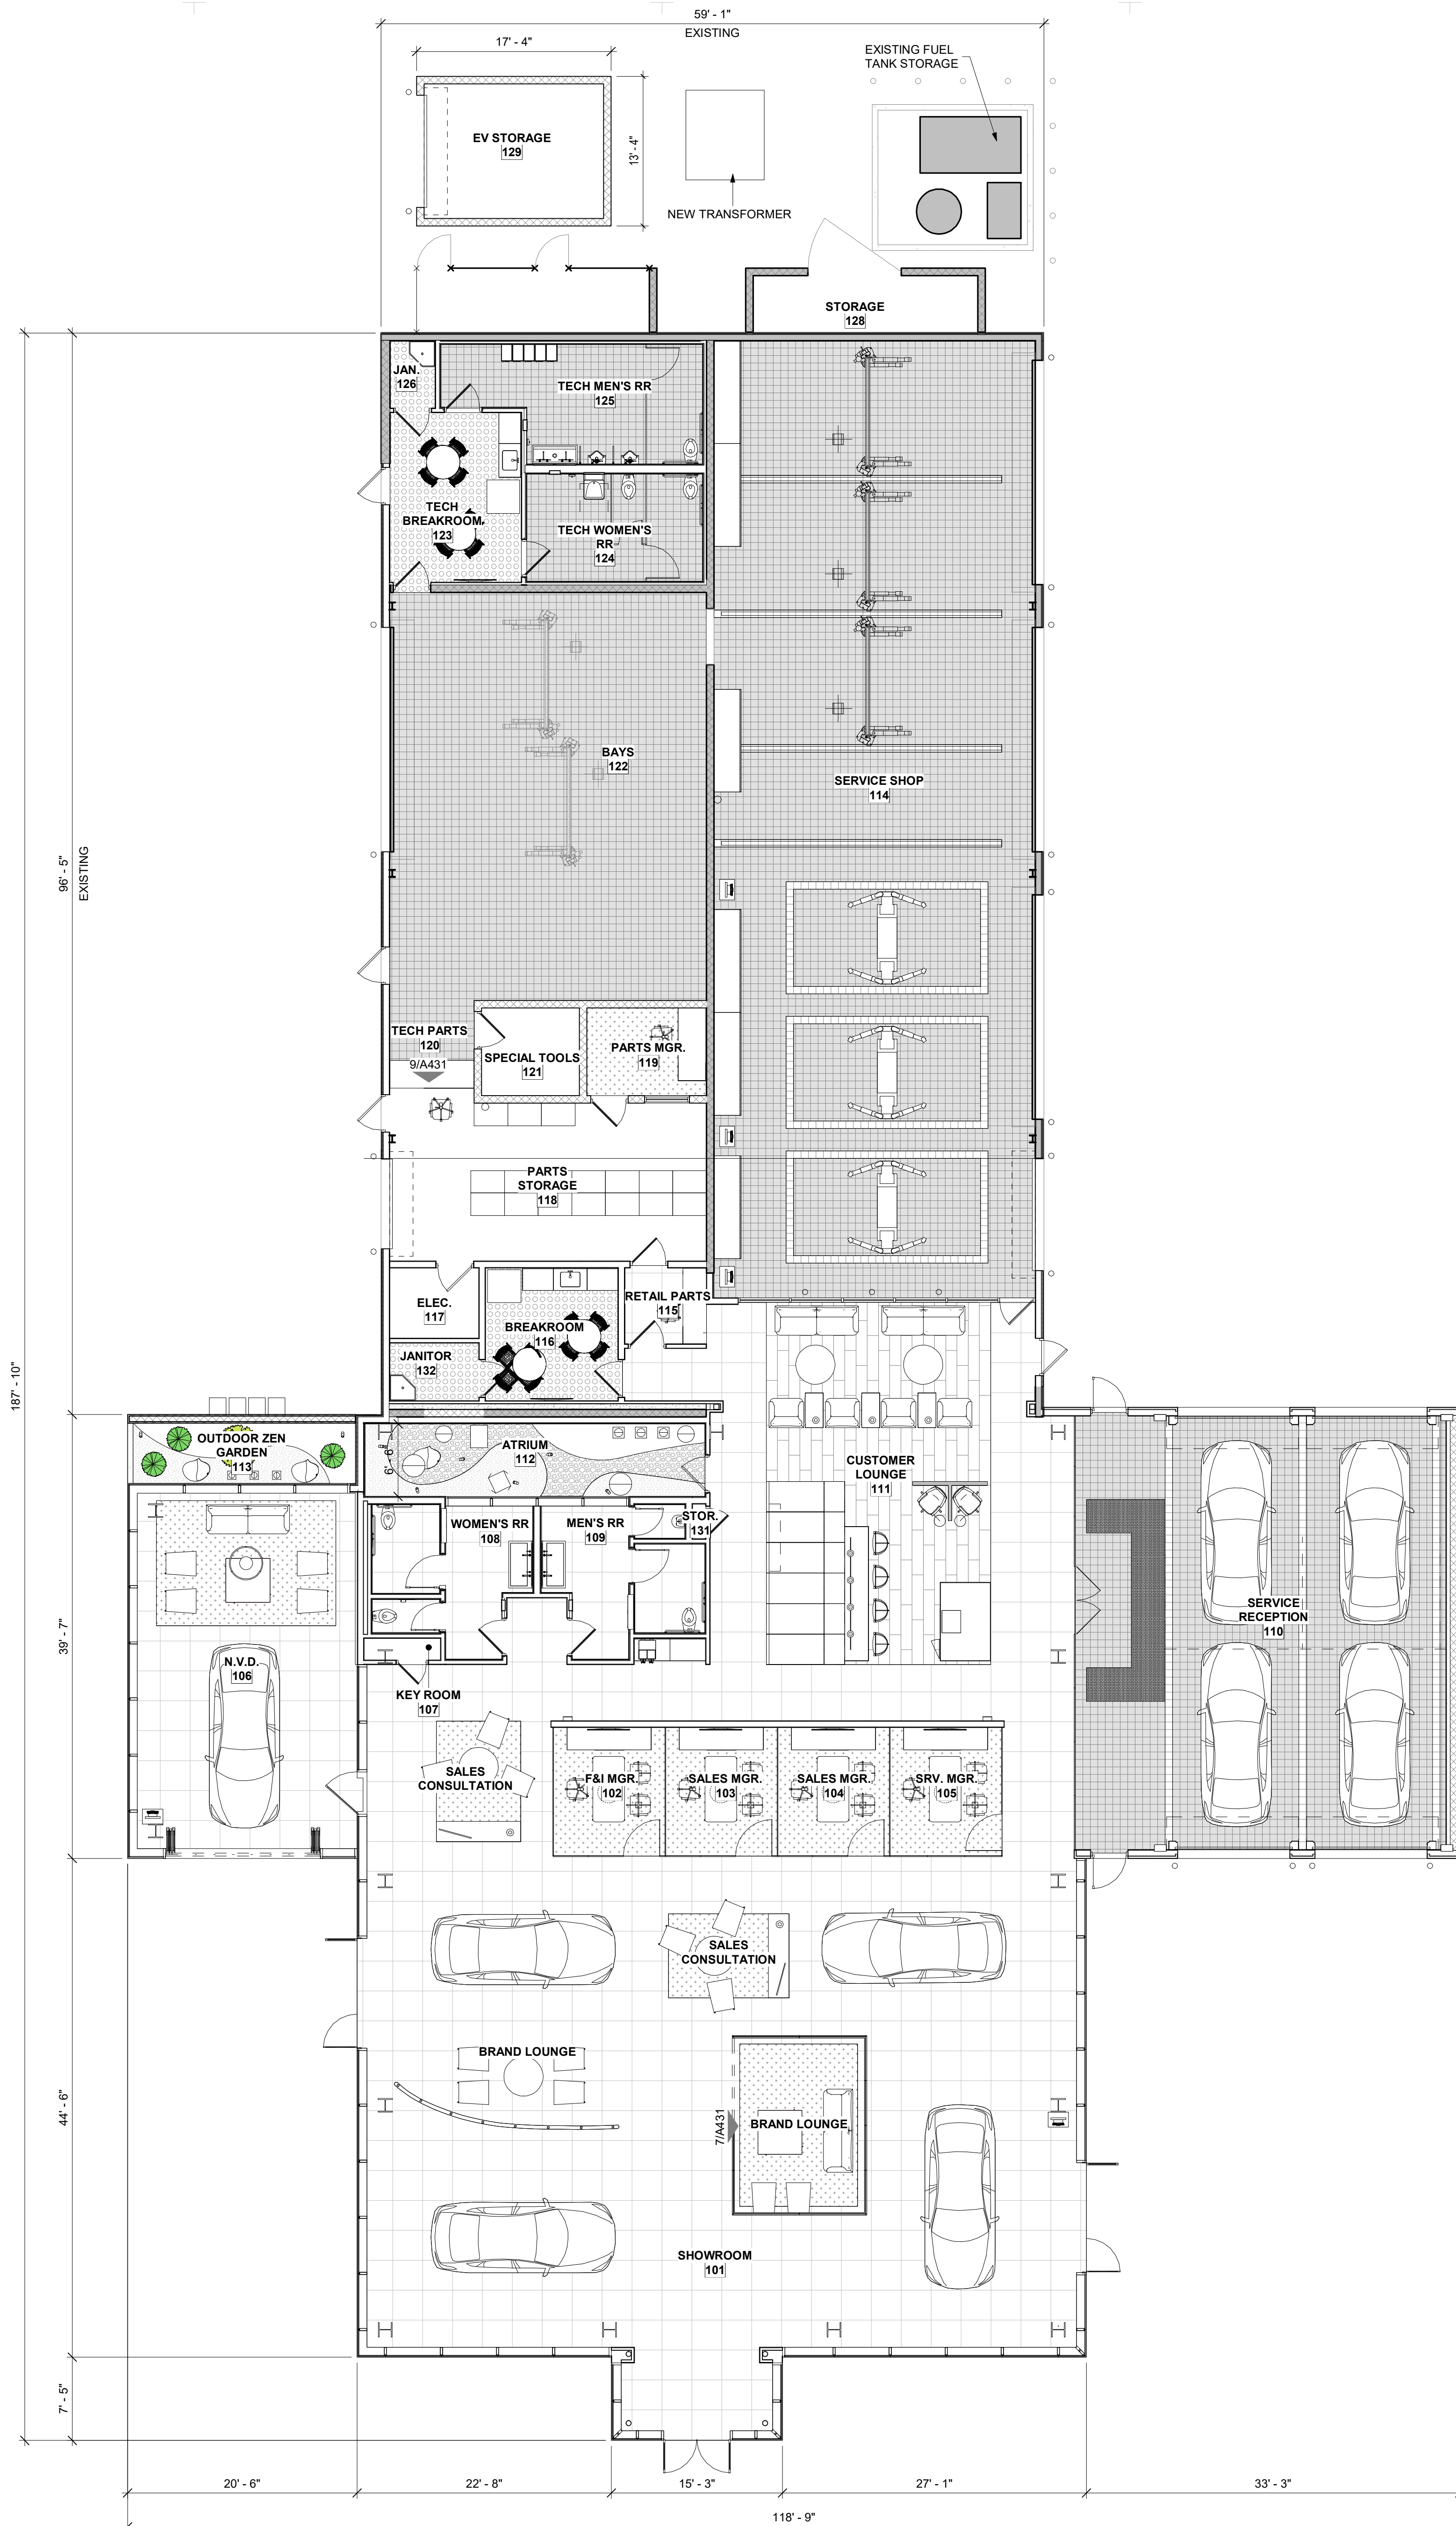 59' - 1"
EXISTING
17' - 4"
EXISTING FUEL
TANK STORAGE
EV STORAGE
129
13' - 4"
NEW TRANSFORMER
STORAGE
128
JAN.
126
TECH MEN'S RR
125
TECH
BREAKROOM
123
TECH WOMEN'S
RR
124
BAYS
122
SERVICE SHOP
114
96' - 5"
EXISTING
TECH PARTS
120
9/A431
SPECIAL TOOLS
121
PARTS MGR.
119
PARTS
STORAGE
118
ELEC.
117
RETAIL PARTS
115
BREAKROOM
116
JANITOR
132
187' - 10"
OUTDOOR ZEN
GARDEN
113
ATRIUM
112
6' - 6"
CUSTOMER
LOUNGE
111
WOMEN'S RR
108
MEN'S RR
109
STOR.
131
SERVICE
RECEPTION
110
39' - 7"
N.V.D.
106
KEY ROOM
107
SALES
CONSULTATION
F&I MGR.
102
SALES MGR.
103
SALES MGR.
104
SRV. MGR.
105
SALES
CONSULTATION
BRAND LOUNGE
44' - 6"
7/A431
BRAND LOUNGE
SHOWROOM
101
7' - 5"
20' - 6"
22' - 8"
15' - 3"
27' - 1"
33' - 3"
118' - 9"